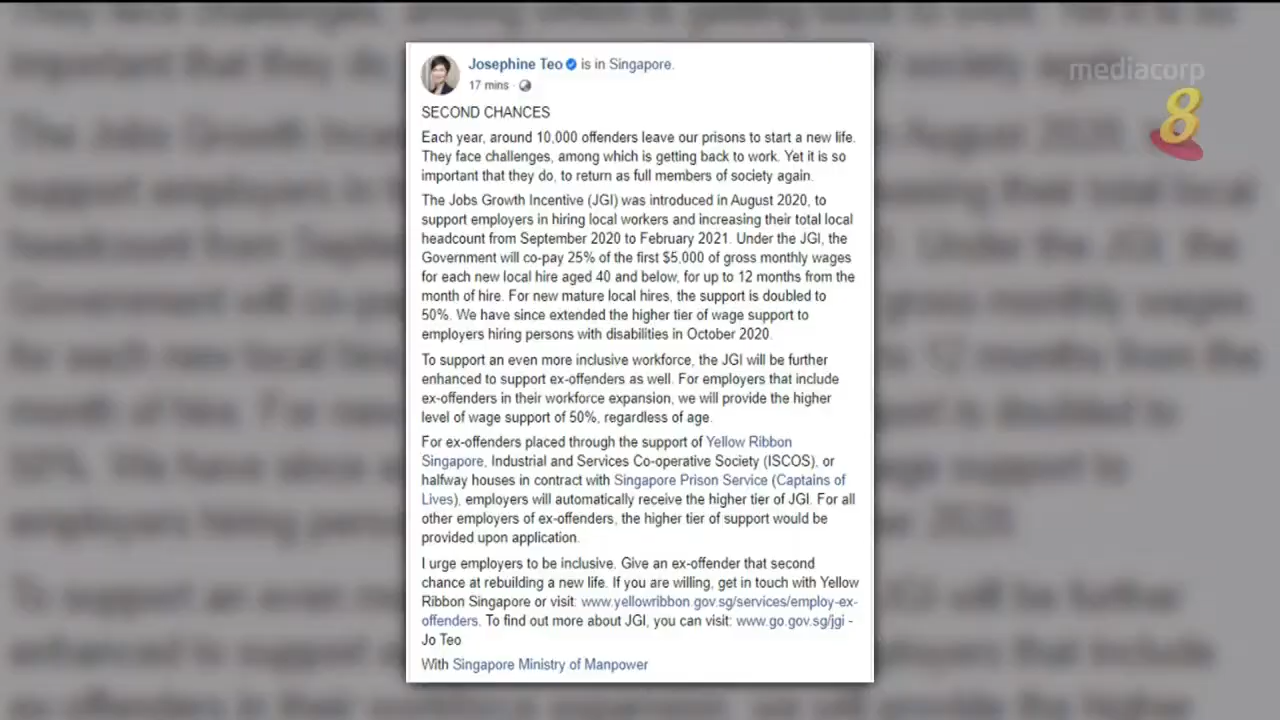 mediacorp
8
Josephine Teo is in Singapore.
17 mins ·
SECOND CHANCES
Each year, around 10,000 offenders leave our prisons to start a new life.
They face challenges, among which is getting back to work. Yet it is so
important that they do, to return as full members of society again.
The Jobs Growth Incentive (JGI) was introduced in August 2020, to
support employers in hiring local workers and increasing their total local
headcount from September 2020 to February 2021. Under the JGI, the
Government will co-pay 25% of the first $5,000 of gross monthly wages
for each new local hire aged 40 and below, for up to 12 months from the
month of hire. For new mature local hires, the support is doubled to
50%. We have since extended the higher tier of wage support to
employers hiring persons with disabilities in October 2020.
To support an even more inclusive workforce, the JGI will be further
enhanced to support ex-offenders as well. For employers that include
ex-offenders in their workforce expansion, we will provide the higher
level of wage support of 50%, regardless of age.
For ex-offenders placed through the support of Yellow Ribbon
Singapore, Industrial and Services Co-operative Society (ISCOS), or
halfway houses in contract with Singapore Prison Service (Captains of
Lives), employers will automatically receive the higher tier of JGI. For all
other employers of ex-offenders, the higher tier of support would be
provided upon application.
I urge employers to be inclusive. Give an ex-offender that second
chance at rebuilding a new life. If you are willing, get in touch with Yellow
Ribbon Singapore or visit: www.yellowribbon.gov.sg/services/employ-ex-
offenders. To find out more about JGI, you can visit: www.go.gov.sg/jgi -
Jo Teo
With Singapore Ministry of Manpower